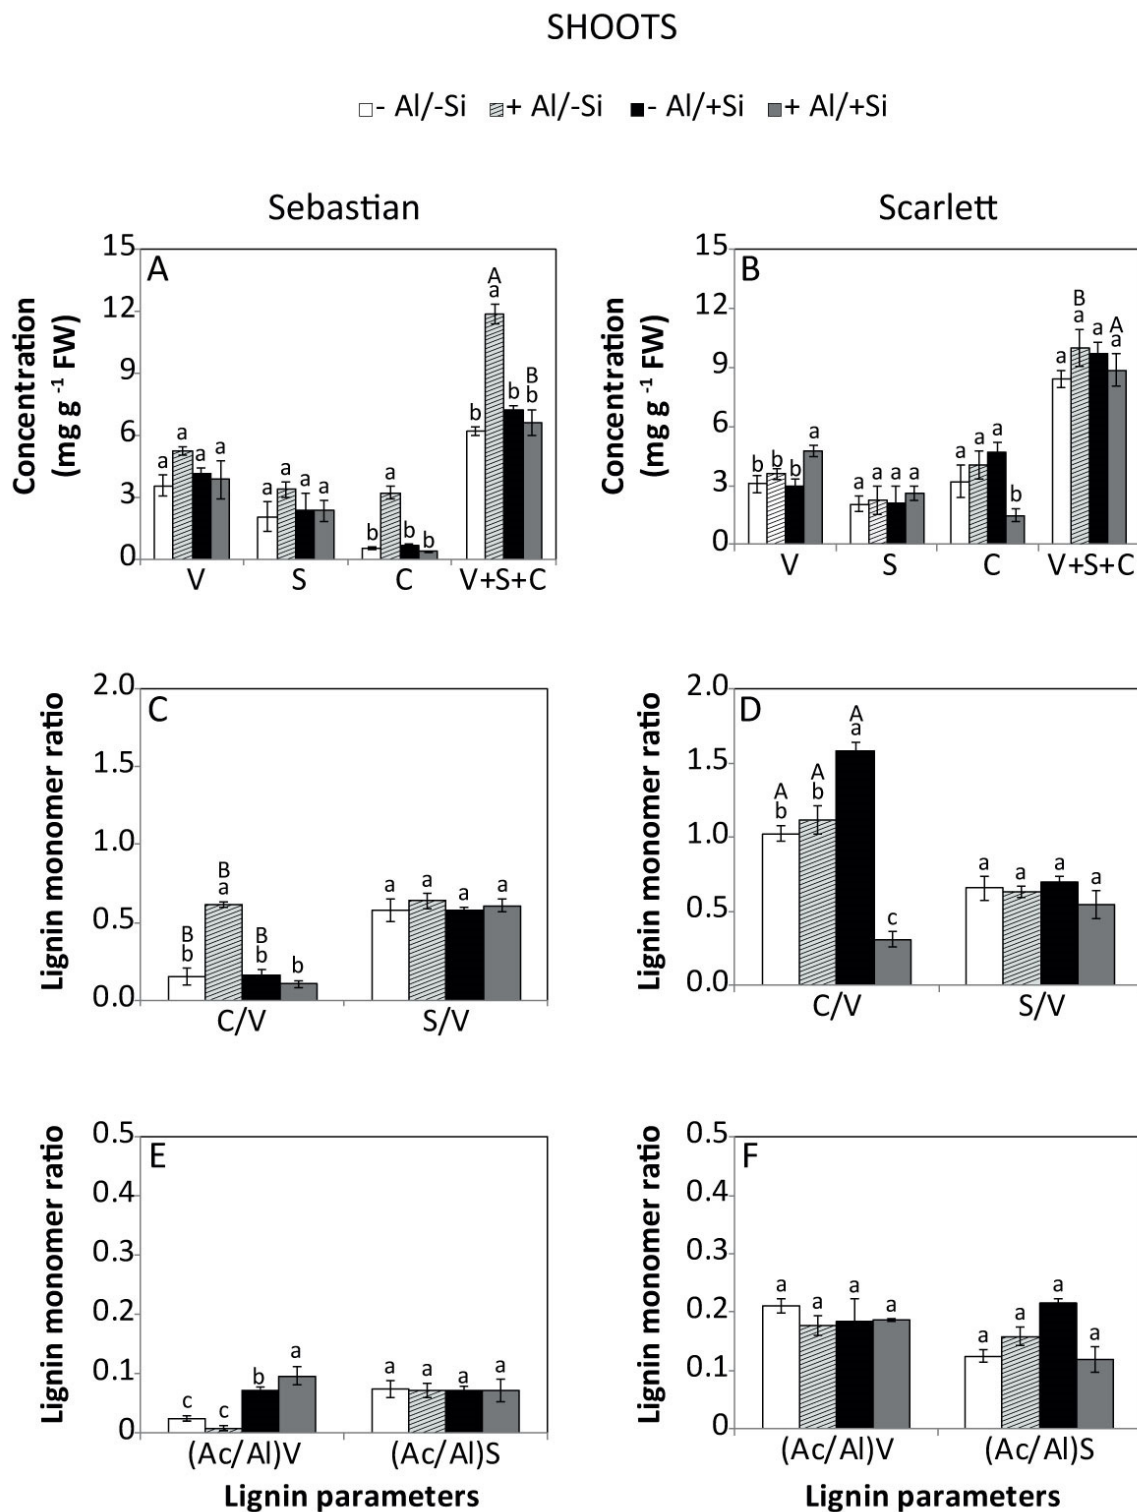 SHOOTS
- Al/-Si + Al/-Si - Al/+Si + Al/+Si
Sebastian
Concentration
(mg g -1 FW)
15
12
9
6
3
0
A
a a a a
a a a a
b a b b
b A a b B b
V S C V+S+C
Scarlett
Concentration
(mg g -1 FW)
15
12
9
6
3
0
B
b b b a
a a a a
a a a b
a B a a A a
V S C V+S+C
Lignin monomer ratio
2.0
1.5
1.0
0.5
0.0
C
B b B a B b b
a a a a
C/V S/V
Lignin monomer ratio
2.0
1.5
1.0
0.5
0.0
D
A b A b A a c
a a a a
C/V S/V
Lignin monomer ratio
0.5
0.4
0.3
0.2
0.1
0
E
c c b a
a a a a
(Ac/Al)V (Ac/Al)S
Lignin parameters
Lignin monomer ratio
0.5
0.4
0.3
0.2
0.1
0
F
a a a a
a a a a
(Ac/Al)V (Ac/Al)S
Lignin parameters